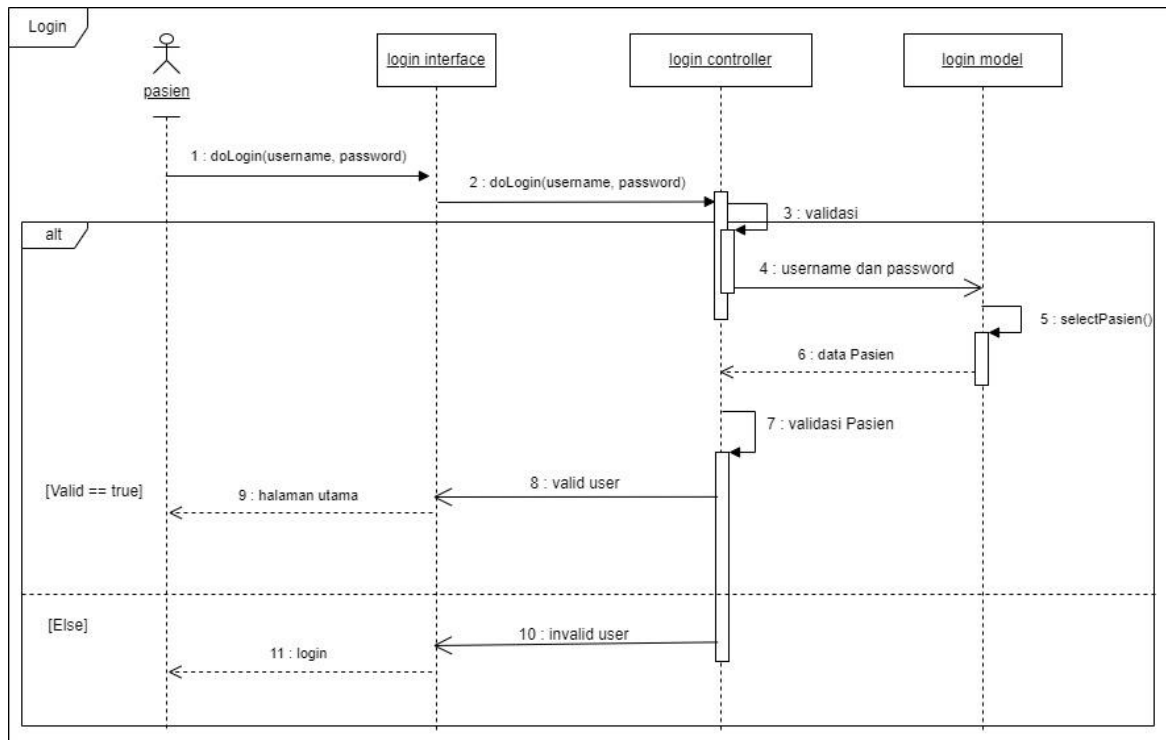 Login
pasien
login interface
login controller
login model
1 : doLogin(username, password)
2 : doLogin(username, password)
3 : validasi
alt
4 : username dan password
5 : selectPasien()
6 : data Pasien
7 : validasi Pasien
[Valid == true]
8 : valid user
9 : halaman utama
[Else]
10 : invalid user
11 : login